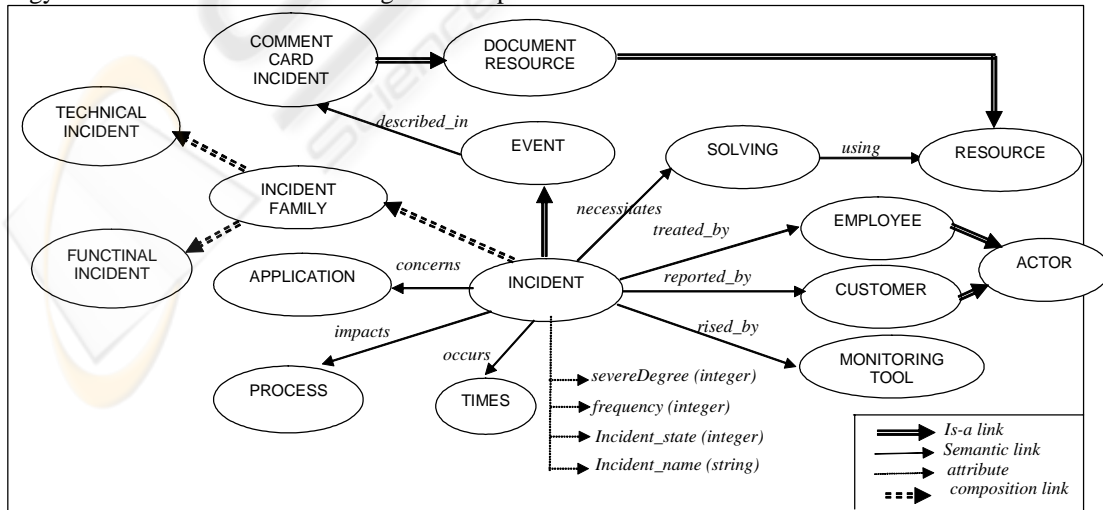 COMMENT
CARD
INCIDENT
DOCUMENT
RESOURCE
TECHNICAL
INCIDENT
described_in
EVENT
SOLVING
using
RESOURCE
INCIDENT
FAMILY
necessitates
treated_by
EMPLOYEE
FUNCTINAL
INCIDENT
APPLICATION
concerns
INCIDENT
reported_by
CUSTOMER
ACTOR
impacts
occurs
rised_by
MONITORING
TOOL
PROCESS
TIMES
severeDegree (integer)
frequency (integer)
Incident_state (integer)
Incident_name (string)
Is-a link
Semantic link
attribute
composition link